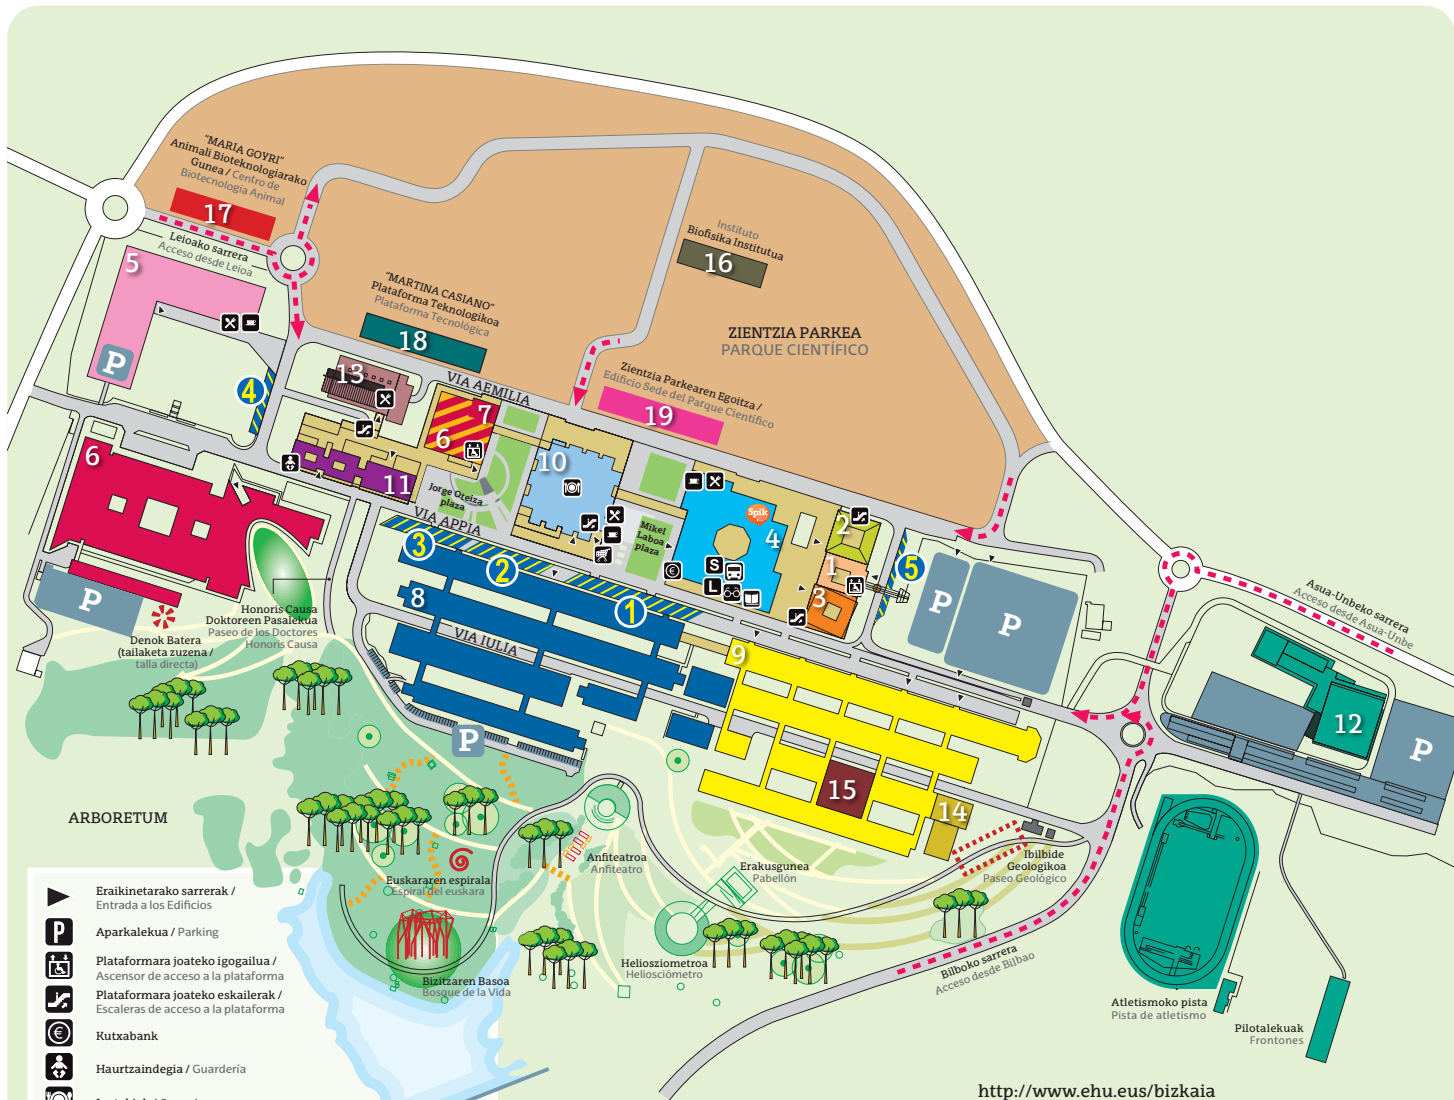 "MARIA GOYRI"
Animali Bioteknologiarako
Gunea / Centro de
Biotecnología Animal
17
Leioako sarrera
Acceso desde Leioa
5
P
4
"MARTINA CASIANO"
Plataforma Teknologikoa
Plataforma Tecnològica
18
VIA AEMILIA
Instituto
Biofisika Institutua
16
ZIENTZIA PARKEA
PARQUE CIENTÍFICO
Zientzia Parkearen Egoitza /
Edificio Sede del Parque Científico
19
13
7
6
6
10
11
Jorge Oteiza
plaza
VIA APPIA
Mikel
Laboa
plaza
Spik
4
2
1
3
5
€
S
L
3
2
1
8
VIA IULIA
9
P
P
P
Denok Batera
(tailaketa zuzena /
talla directa)
Honoris Causa
Doktoreen Pasalekua
Paseo de los Doctores
Honoris Causa
Asua-Unbeko sarrera
Acceso desde Asua-Unbe
12
P
P
15
14
ARBORETUM
Euskararen espirala
Espiral del euskara
Anfiteatroa
Anfiteatro
Erakusgunea
Pabellón
Ibilbide
Geologikoa
Paseo Geológico
Heliosziometroa
Heliosciómetro
Bizitzaren Basoa
Bosque de la Vida
Bilboko sarrera
Acceso desde Bilbao
Atletismoko pista
Pista de atletismo
Pilotalekuak
Frontones
Eraikinetarako sarrerak /
Entrada a los Edificios
P
Aparkalekua / Parking
Plataformara joateko igogailua /
Ascensor de acceso a la plataforma
Plataformara joateko eskailerak /
Escaleras de acceso a la plataforma
€
Kutxabank
Haurtzaindegia / Guardería
http://www.ehu.eus/bizkaia